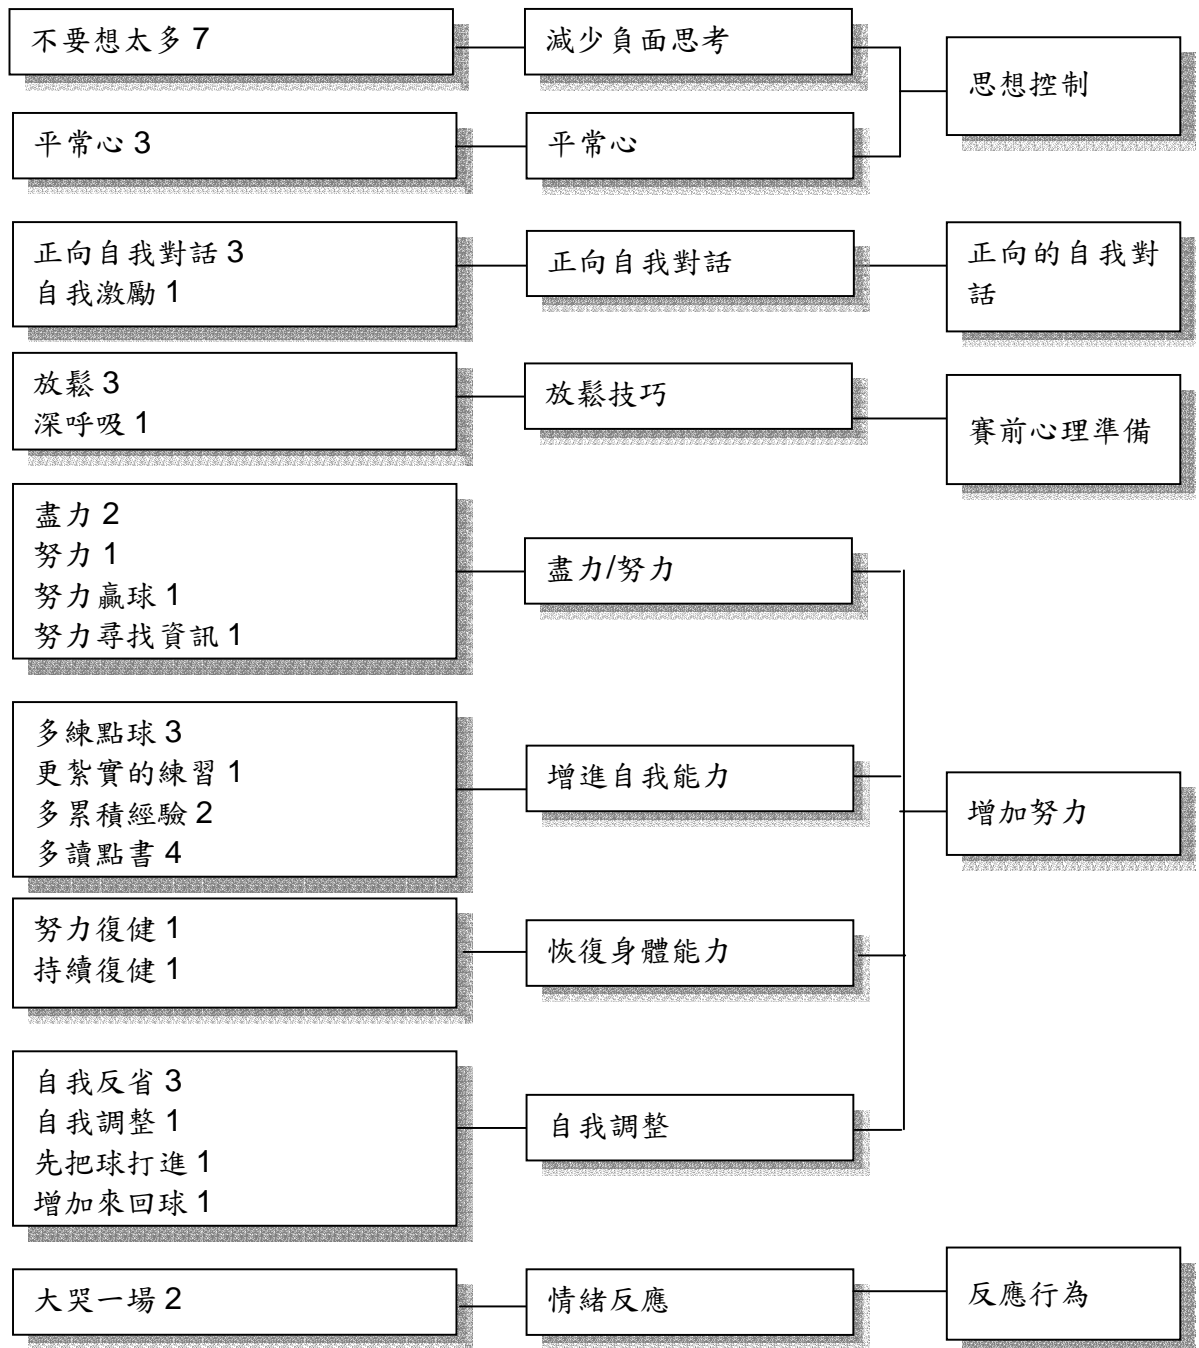 不要想太多 7
減少負面思考
思想控制
平常心 3
平常心
正向自我對話 3
自我激勵 1
正向自我對話
正向的自我對
話
放鬆 3
深呼吸 1
放鬆技巧
賽前心理準備
盡力 2
努力 1
努力贏球 1
努力尋找資訊 1
盡力/努力
多練點球 3
更紮實的練習 1
多累積經驗 2
多讀點書 4
增進自我能力
增加努力
努力復健 1
持續復健 1
恢復身體能力
自我反省 3
自我調整 1
先把球打進 1
增加來回球 1
自我調整
大哭一場 2
情緒反應
反應行為